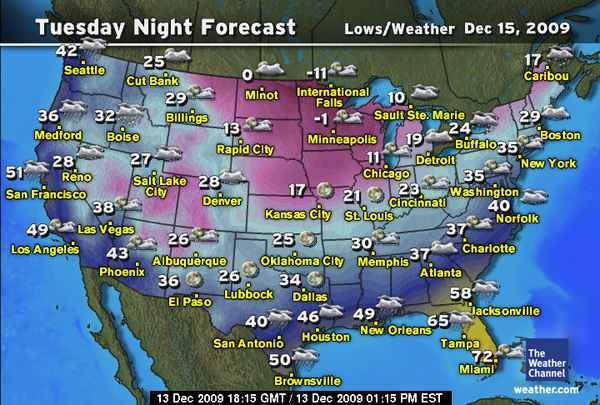 Tuesday Night Forecast
Lows/Weather Dec 15, 2009
42
Seattle
25
Cut Bank
0
Minot
-11
International
Falls
17
Caribou
36
Medford
32
Boise
29
Billings
13
Rapid City
-1
Minneapolis
10
Sault Ste. Marie
19
Detroit
24
Buffalo
29
Boston
51
San Francisco
28
Reno
27
Salt Lake
City
28
Denver
17
Kansas City
11
Chicago
21
St. Louis
23
Cincinnati
35
Washington
35
New York
49
Los Angeles
38
Las Vegas
43
Phoenix
26
Albuquerque
25
Oklahoma City
30
Memphis
37
Atlanta
37
Charlotte
40
Norfolk
36
El Paso
26
Lubbock
34
Dallas
40
San Antonio
46
Houston
49
New Orleans
58
Jacksonville
65
Tampa
72
Miami
50
Brownsville
The
Weather
Channel
weather.com
13 Dec 2009 18:15 GMT / 13 Dec 2009 01:15 PM EST